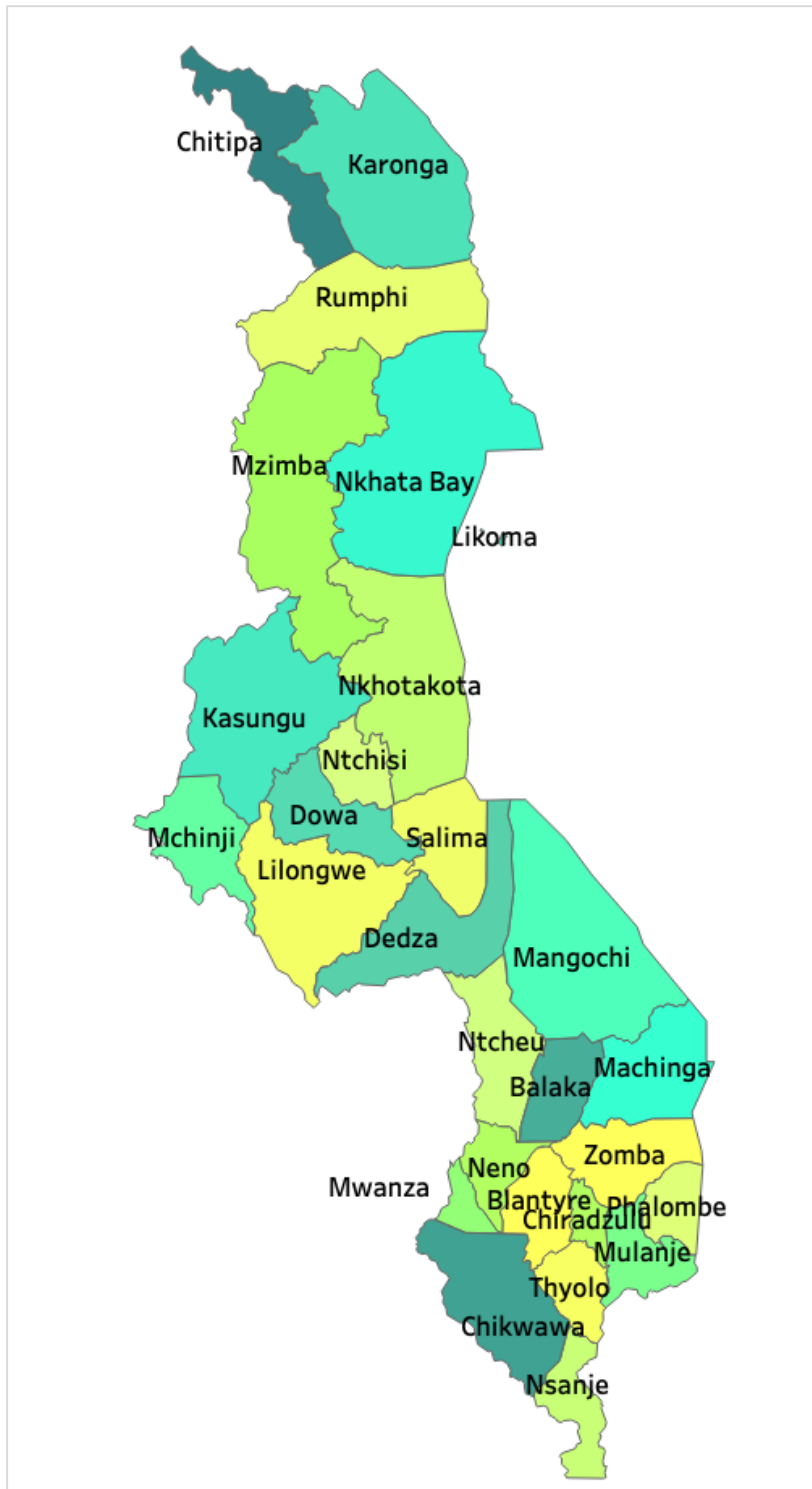 Chitipa
Karonga
Rumphi
Mzimba
Nkhata Bay
Likoma
Nkhotakota
Kasungu
Ntchisi
Dowa
Mchinji
Salima
Lilongwe
Dedza
Mangochi
Ntcheu
Machinga
Balaka
Zomba
Neno
Mwanza
Blantyre
Phalombe
Chiradzulu
Mulanje
Thyolo
Chikwawa
Nsanje